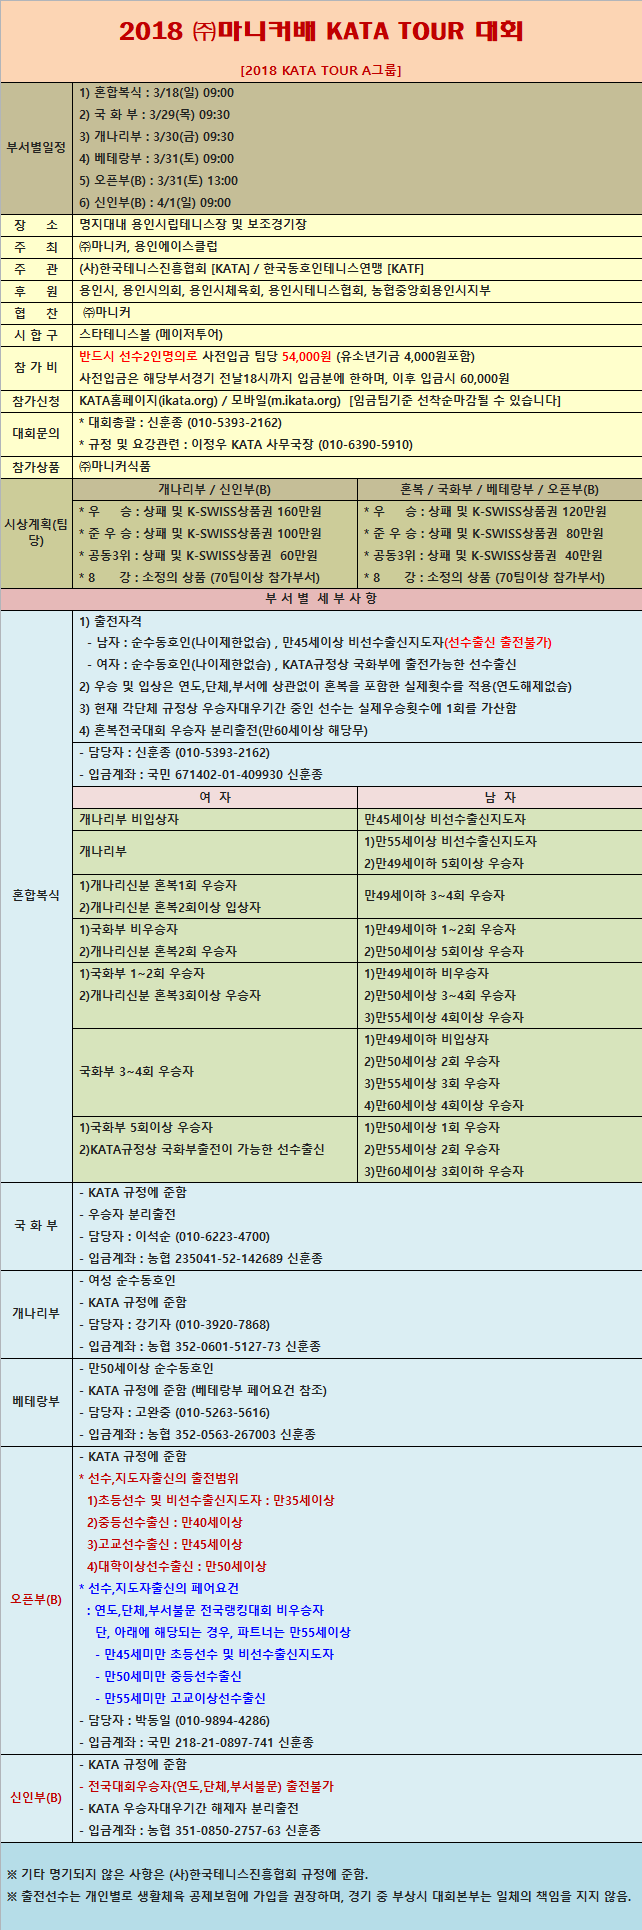 2018 ㈜마니커배 KATA TOUR 대회
[2018 KATA TOUR A그룹]
부서별일정
1) 혼합복식 : 3/18(일) 09:00
2) 국 화 부 : 3/29(목) 09:30
3) 개나리부 : 3/30(금) 09:30
4) 베테랑부 : 3/31(토) 09:00
5) 오픈부(B) : 3/31(토) 13:00
6) 신인부(B) : 4/1(일) 09:00
장 소 명지대내 용인시립테니스장 및 보조경기장
주 최 ㈜마니커, 용인에이스클럽
주 관 (사)한국테니스진흥협회 [KATA] / 한국동호인테니스연맹 [KATF]
후 원 용인시, 용인시의회, 용인시체육회, 용인시테니스협회, 농협중앙회용인시지부
협 찬 ㈜마니커
시 합 구 스타테니스볼 (메이저투어)
참 가 비
반드시 선수2인명의로 사전입금 팀당 54,000원 (유소년기금 4,000원포함)
사전입금은 해당부서경기 전날18시까지 입금분에 한하며, 이후 입금시 60,000원
참가신청 KATA홈페이지(ikata.org) / 모바일(m.ikata.org) [입금팀기준 선착순마감될 수 있습니다]
대회문의
* 대회총괄 : 신훈종 (010-5393-2162)
* 규정 및 요강관련 : 이정우 KATA 사무국장 (010-6390-5910)
참가상품 ㈜마니커식품
시상계획(팀당)
개나리부 / 신인부(B)
* 우 승 : 상패 및 K-SWISS상품권 160만원
* 준 우 승 : 상패 및 K-SWISS상품권 100만원
* 공동3위 : 상패 및 K-SWISS상품권 60만원
* 8 강 : 소정의 상품 (70팀이상 참가부서)
혼복 / 국화부 / 베테랑부 / 오픈부(B)
* 우 승 : 상패 및 K-SWISS상품권 120만원
* 준 우 승 : 상패 및 K-SWISS상품권 80만원
* 공동3위 : 상패 및 K-SWISS상품권 40만원
* 8 강 : 소정의 상품 (70팀이상 참가부서)
부 서 별 세 부 사 항
혼합복식
1) 출전자격
- 남자 : 순수동호인(나이제한없슴) , 만45세이상 비선수출신지도자(선수출신 출전불가)
- 여자 : 순수동호인(나이제한없슴) , KATA규정상 국화부에 출전가능한 선수출신
2) 우승 및 입상은 연도,단체,부서에 상관없이 혼복을 포함한 실제횟수를 적용(연도해제없슴)
3) 현재 각단체 규정상 우승자대우기간 중인 선수는 실제우승횟수에 1회를 가산함
4) 혼복전국대회 우승자 분리출전(만60세이상 해당무)
- 담당자 : 신훈종 (010-5393-2162)
- 입금계좌 : 국민 671402-01-409930 신훈종
여 자
남 자
개나리부 비입상자
만45세이상 비선수출신지도자
개나리부
1)만55세이상 비선수출신지도자
2)만49세이하 5회이상 우승자
1)개나리신분 혼복1회 우승자
2)개나리신분 혼복2회이상 입상자
만49세이하 3~4회 우승자
1)국화부 비우승자
2)개나리신분 혼복2회 우승자
1)만49세이하 1~2회 우승자
2)만50세이상 5회이상 우승자
1)국화부 1~2회 우승자
2)개나리신분 혼복3회이상 우승자
1)만49세이하 비우승자
2)만50세이상 3~4회 우승자
3)만55세이상 4회이상 우승자
국화부 3~4회 우승자
1)만49세이하 비입상자
2)만50세이상 2회 우승자
3)만55세이상 3회 우승자
4)만60세이상 4회이상 우승자
1)국화부 5회이상 우승자
2)KATA규정상 국화부출전이 가능한 선수출신
1)만50세이상 1회 우승자
2)만55세이상 2회 우승자
3)만60세이상 3회이하 우승자
국 화 부
- KATA 규정에 준함
- 우승자 분리출전
- 담당자 : 이석순 (010-6223-4700)
- 입금계좌 : 농협 235041-52-142689 신훈종
개나리부
- 여성 순수동호인
- KATA 규정에 준함
- 담당자 : 강기자 (010-3920-7868)
- 입금계좌 : 농협 352-0601-5127-73 신훈종
베테랑부
- 만50세이상 순수동호인
- KATA 규정에 준함 (베테랑부 페어요건 참조)
- 담당자 : 고완중 (010-5263-5616)
- 입금계좌 : 농협 352-0563-267003 신훈종
오픈부(B)
- KATA 규정에 준함
* 선수,지도자출신의 출전범위
1)초등선수 및 비선수출신지도자 : 만35세이상
2)중등선수출신 : 만40세이상
3)고교선수출신 : 만45세이상
4)대학이상선수출신 : 만50세이상
* 선수,지도자출신의 페어요건
: 연도,단체,부서불문 전국랭킹대회 비우승자
단, 아래에 해당되는 경우, 파트너는 만55세이상
- 만45세미만 초등선수 및 비선수출신지도자
- 만50세미만 중등선수출신
- 만55세미만 고교이상선수출신
- 담당자 : 박동일 (010-9894-4286)
- 입금계좌 : 국민 218-21-0897-741 신훈종
신인부(B)
- KATA 규정에 준함
- 전국대회우승자(연도,단체,부서불문) 출전불가
- KATA 우승자대우기간 해제자 분리출전
- 입금계좌 : 농협 351-0850-2757-63 신훈종
※ 기타 명기되지 않은 사항은 (사)한국테니스진흥협회 규정에 준함.
※ 출전선수는 개인별로 생활체육 공제보험에 가입을 권장하며, 경기 중 부상시 대회본부는 일체의 책임을 지지 않음.